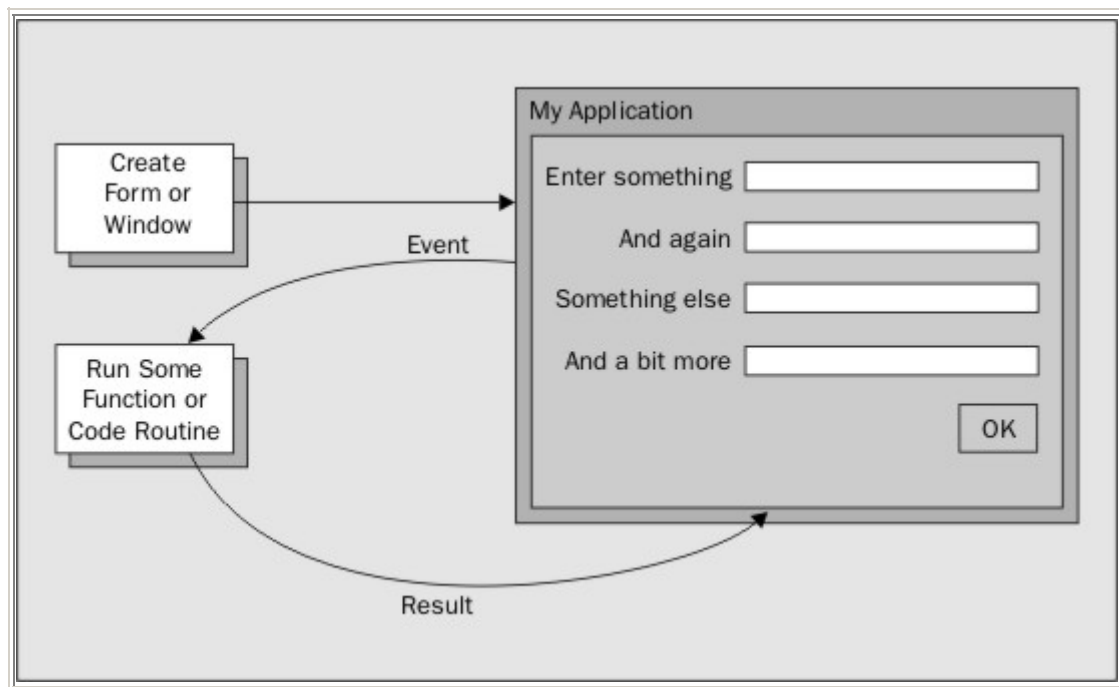 Create
Form or
Window
My Application
Enter something
And again
Something else
And a bit more
OK
Event
Run Some
Function or
Code Routine
Result